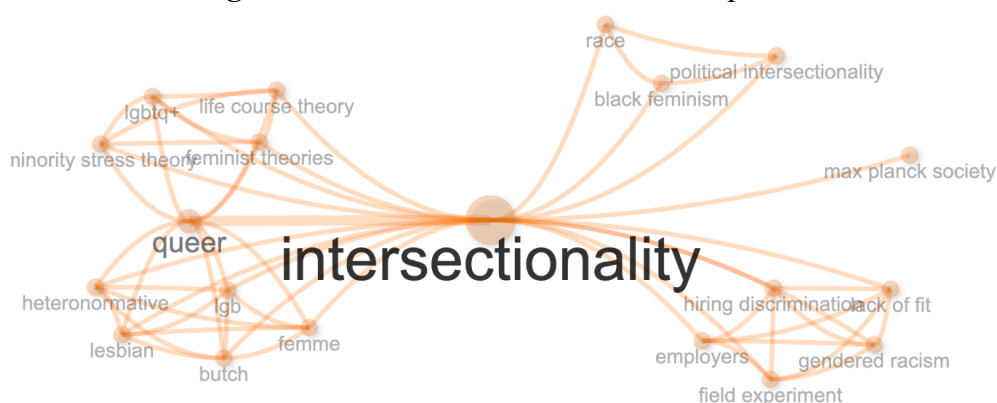 race
political intersectionality
black feminism
lgbtq+
life course theory
ninority stress theory
feminist theories
max planck society
queer
intersectionality
heteronormative
lgb
hiring discrimination
lack of fit
lesbian
femme
employers
gendered racism
butch
field experiment